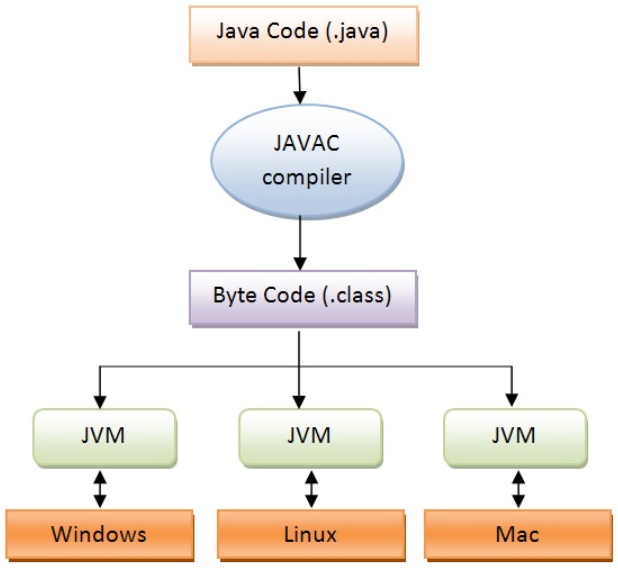 Java Code (.java)
JAVAC
compiler
Byte Code (.class)
JVM
JVM
JVM
Windows
Linux
Mac